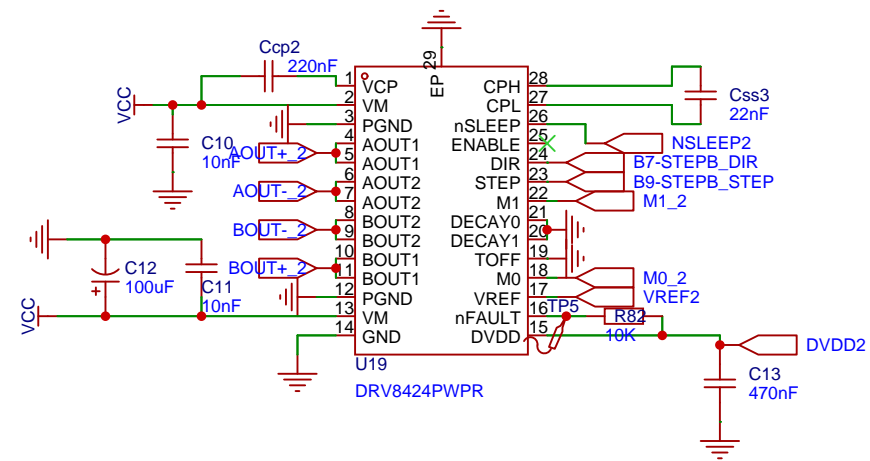 Ccp2
220nF
VCC
C10
10nF
AOUT+_2
AOUT-_2
BOUT-_2
BOUT+_2
C12
100uF
C11
10nF
VCC
EP 29
1 VCP
2 VM
3 PGND
4 AOUT1
5 AOUT1
6 AOUT2
7 AOUT2
8 BOUT2
9 BOUT2
10 BOUT1
11 BOUT1
12 PGND
13 VM
14 GND
CPH 28
CPL 27
nSLEEP 26
ENABLE 25
DIR 24
STEP 23
M1 22
DECAY0 21
DECAY1 20
TOFF 19
M0 18
VREF 17
nFAULT 16
DVDD 15
U19
DRV8424PWPR
Css3
22nF
NSLEEP2
B7-STEPB_DIR
B9-STEPB_STEP
M1_2
M0_2
VREF2
TP5
R82
10K
DVDD2
C13
470nF